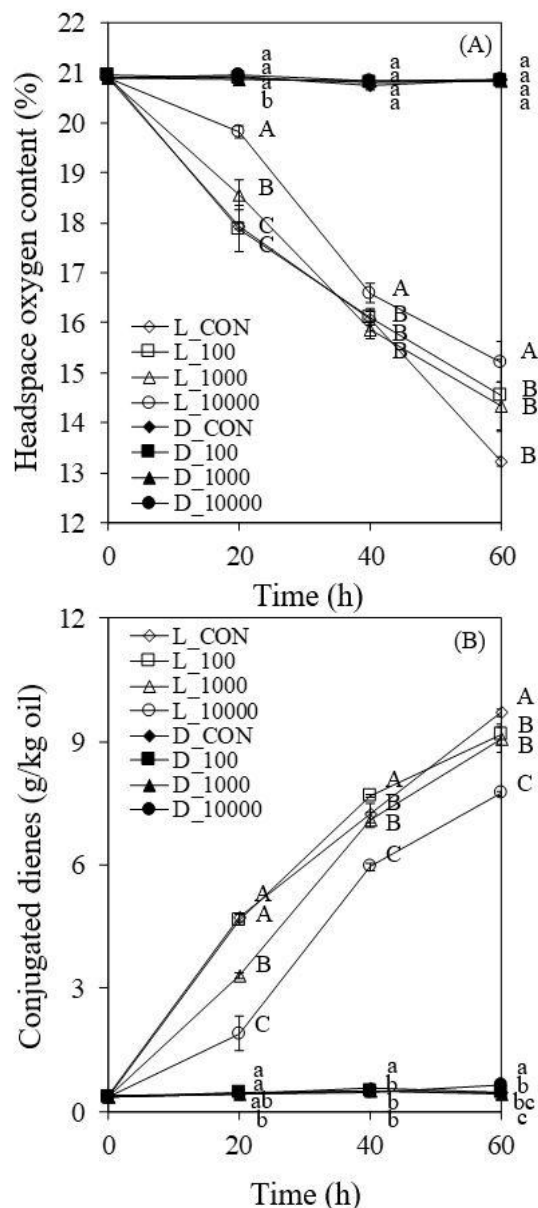 (A)
Headspace oxygen content (%)
22
21
20
19
18
17
16
15
14
13
12
a
a
a
b
a
a
a
a
a
a
a
a
A
B
C
C
A
B
B
B
A
B
B
B
L_CON
L_100
L_1000
L_10000
D_CON
D_100
D_1000
D_10000
0 20 40 60
Time (h)
(B)
Conjugated dienes (g/kg oil)
12
9
6
3
0
L_CON
L_100
L_1000
L_10000
D_CON
D_100
D_1000
D_10000
A
A
B
C
A
B
B
C
A
B
B
C
a
a
ab
b
a
b
b
b
a
b
bc
c
0 20 40 60
Time (h)